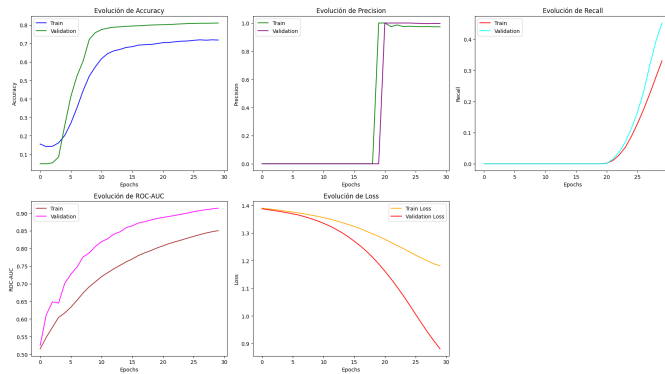 Evolución de Accuracy
Train
Validation
Accuracy
0.8
0.7
0.6
0.5
0.4
0.3
0.2
0.1
0 5 10 15 20 25 30
Epochs
Evolución de Precision
Train
Validation
Precision
1.0
0.8
0.6
0.4
0.2
0.0
0 5 10 15 20 25 30
Epochs
Evolución de Recall
Train
Validation
Recall
0.4
0.3
0.2
0.1
0.0
0 5 10 15 20 25
Epochs
Evolución de ROC-AUC
Train
Validation
ROC-AUC
0.90
0.85
0.80
0.75
0.70
0.65
0.60
0.55
0.50
0 5 10 15 20 25 30
Epochs
Evolución de Loss
Train Loss
Validation Loss
Loss
1.4
1.3
1.2
1.1
1.0
0.9
0 5 10 15 20 25 30
Epochs